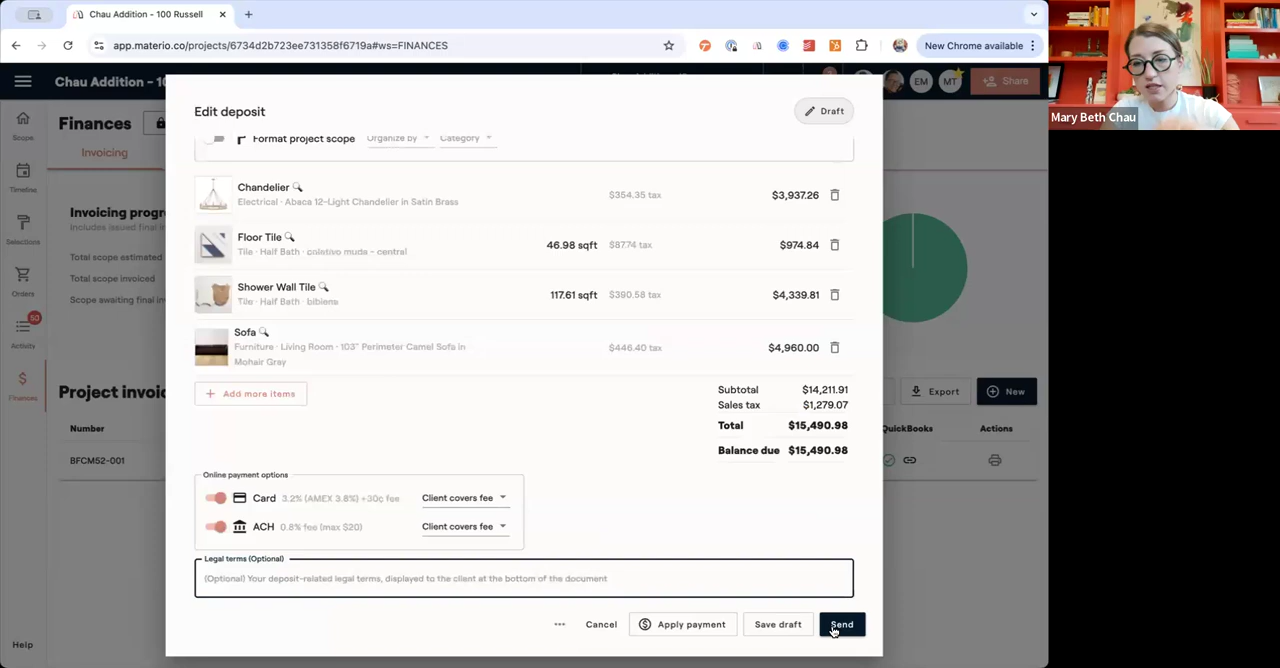 Chau Addition - 100 Russell
app.materio.co/projects/6734d2b723ee731358f6719a#ws=FINANCES
New Chrome available
Chau Addition - 10
EM
MT
Share
Mary Beth Chau
Scope
Timeline
Selections
Orders
53
Activity
Finances
Help
Finances
Invoicing
Invoicing progr
Includes issued final in
Total scope estimated
Total scope invoiced
Scope awaiting final in
Project invoic
Export
New
Number
QuickBooks
Actions
BFCM52-001
Edit deposit
Draft
Format project scope
Organize by
Category
Chandelier
Electrical · Abaca 12-Light Chandelier in Satin Brass
$354.35 tax
$3,937.26
Floor Tile
Tile · Half Bath · coletivo muda - central
46.98 sqft
$87.74 tax
$974.84
Shower Wall Tile
Tile · Half Bath · bibiena
117.61 sqft
$390.58 tax
$4,339.81
Sofa
Furniture · Living Room · 103" Perimeter Camel Sofa in
Mohair Gray
$446.40 tax
$4,960.00
Add more items
Subtotal $14,211.91
Sales tax $1,279.07
Total $15,490.98
Balance due $15,490.98
Online payment options
Card 3.2% (AMEX 3.8%) +30¢ fee Client covers fee
ACH 0.8% fee (max $20) Client covers fee
Legal terms (Optional)
(Optional) Your deposit-related legal terms, displayed to the client at the bottom of the document
Cancel
Apply payment
Save draft
Send